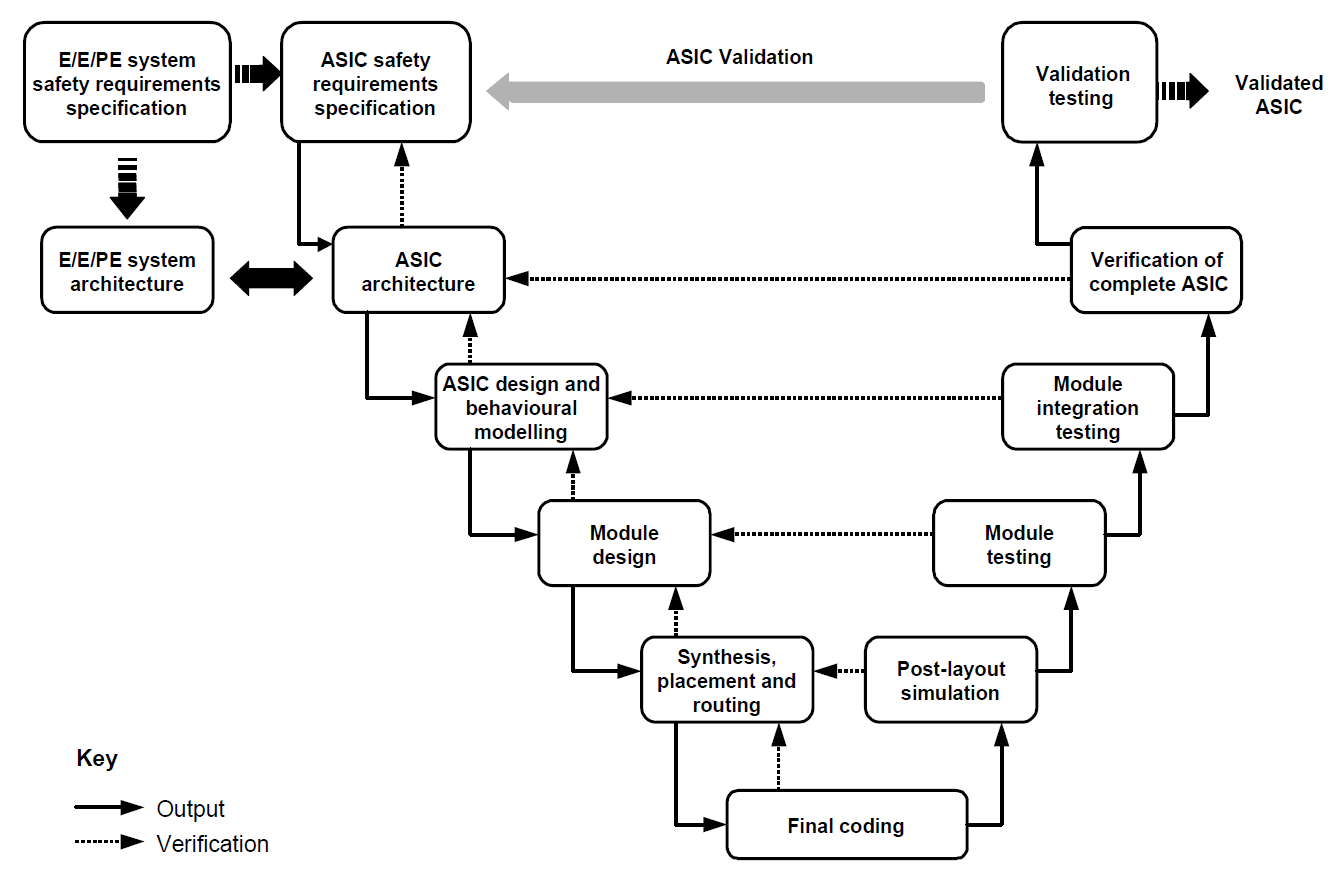 E/E/PE system
safety requirements
specification
ASIC safety
requirements
specification
ASIC Validation
Validation
testing
Validated
ASIC
E/E/PE system
architecture
ASIC
architecture
Verification of
complete ASIC
ASIC design and
behavioural
modelling
Module
integration
testing
Module
design
Module
testing
Synthesis,
placement and
routing
Post-layout
simulation
Final coding
Key
Output
Verification